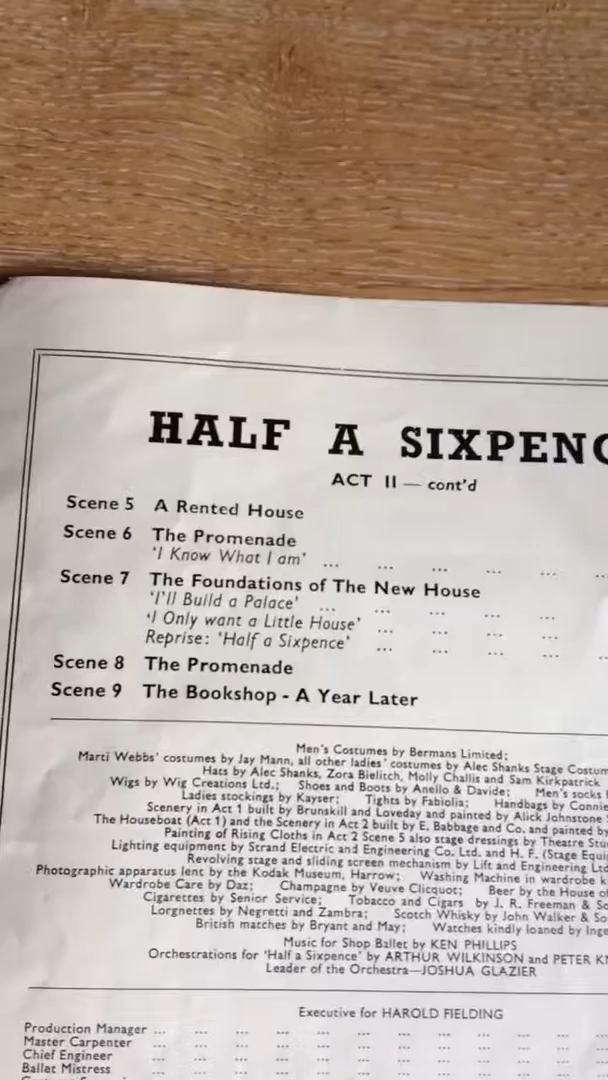 HALF A SIXPENC
ACT II — cont'd
Scene 5 A Rented House
Scene 6 The Promenade
'I Know What I am' ... ... ... ... ... ...
Scene 7 The Foundations of The New House
'I'll Build a Palace' ... ... ... ... ...
'I Only want a Little House' ... ... ... ...
Reprise: 'Half a Sixpence' ... ... ... ...
Scene 8 The Promenade
Scene 9 The Bookshop - A Year Later
Men's Costumes by Bermans Limited;
Marti Webbs' costumes by Jay Mann, all other ladies' costumes by Alec Shanks Stage Costum
Hats by Alec Shanks, Zora Bielitch, Molly Challis and Sam Kirkpatrick
Wigs by Wig Creations Ltd.; Shoes and Boots by Anello & Davide; Men's socks
Ladies stockings by Kayser; Tights by Fabiolia; Handbags by Connie
Scenery in Act 1 built by Brunskill and Loveday and painted by Alick Johnstone
The Houseboat (Act 1) and the Scenery in Act 2 built by E. Babbage and Co. and painted by
Painting of Rising Cloths in Act 2 Scene 5 also stage dressings by Theatre Stu
Lighting equipment by Strand Electric and Engineering Co. Ltd. and H. F. (Stage Equi
Revolving stage and sliding screen mechanism by Lift and Engineering Ltd
Photographic apparatus lent by the Kodak Museum, Harrow; Washing Machine in wardrobe k
Wardrobe Care by Daz; Champagne by Veuve Clicquot; Beer by the House of
Cigarettes by Senior Service; Tobacco and Cigars by J. R. Freeman & So
Lorgnettes by Negretti and Zambra; Scotch Whisky by John Walker & So
British matches by Bryant and May; Watches kindly loaned by Inge
Music for Shop Ballet by KEN PHILLIPS
Orchestrations for 'Half a Sixpence' by ARTHUR WILKINSON and PETER KN
Leader of the Orchestra—JOSHUA GLAZIER
Executive for HAROLD FIELDING
Production Manager ... ... ... ... ... ... ... ... ...
Master Carpenter ... ... ... ... ... ... ... ...
Chief Engineer ... ... ... ... ... ... ... ...
Ballet Mistress ... ... ... ... ... ... ... ...